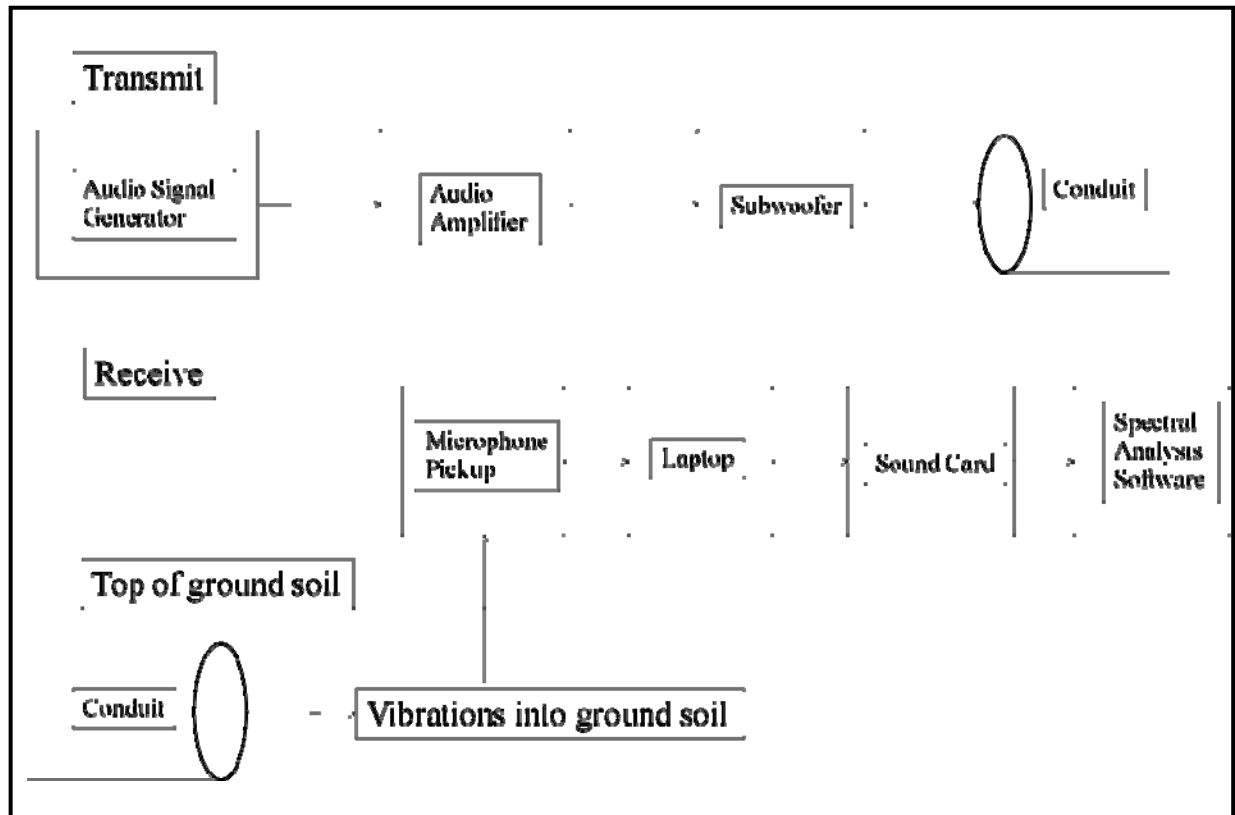 Transmit
Audio Signal
Generator
Audio
Amplifier
Subwoofer
Conduit
Receive
Microphone
Pickup
Laptop
Sound Card
Spectral
Analysis
Software
Top of ground soil
Conduit
Vibrations into ground soil